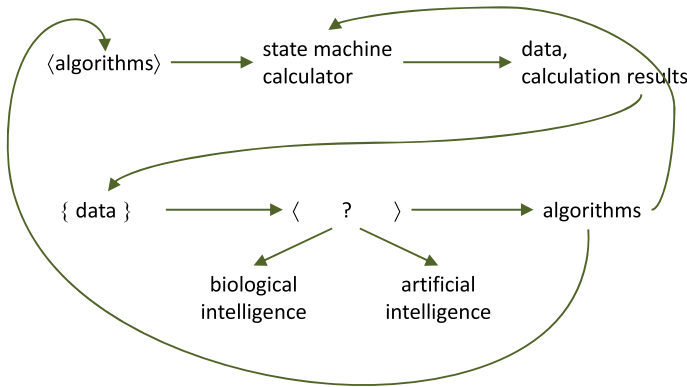 ⟨algorithms⟩
state machine
calculator
data,
calculation results
{ data }
⟨ ? ⟩
algorithms
biological
intelligence
artificial
intelligence